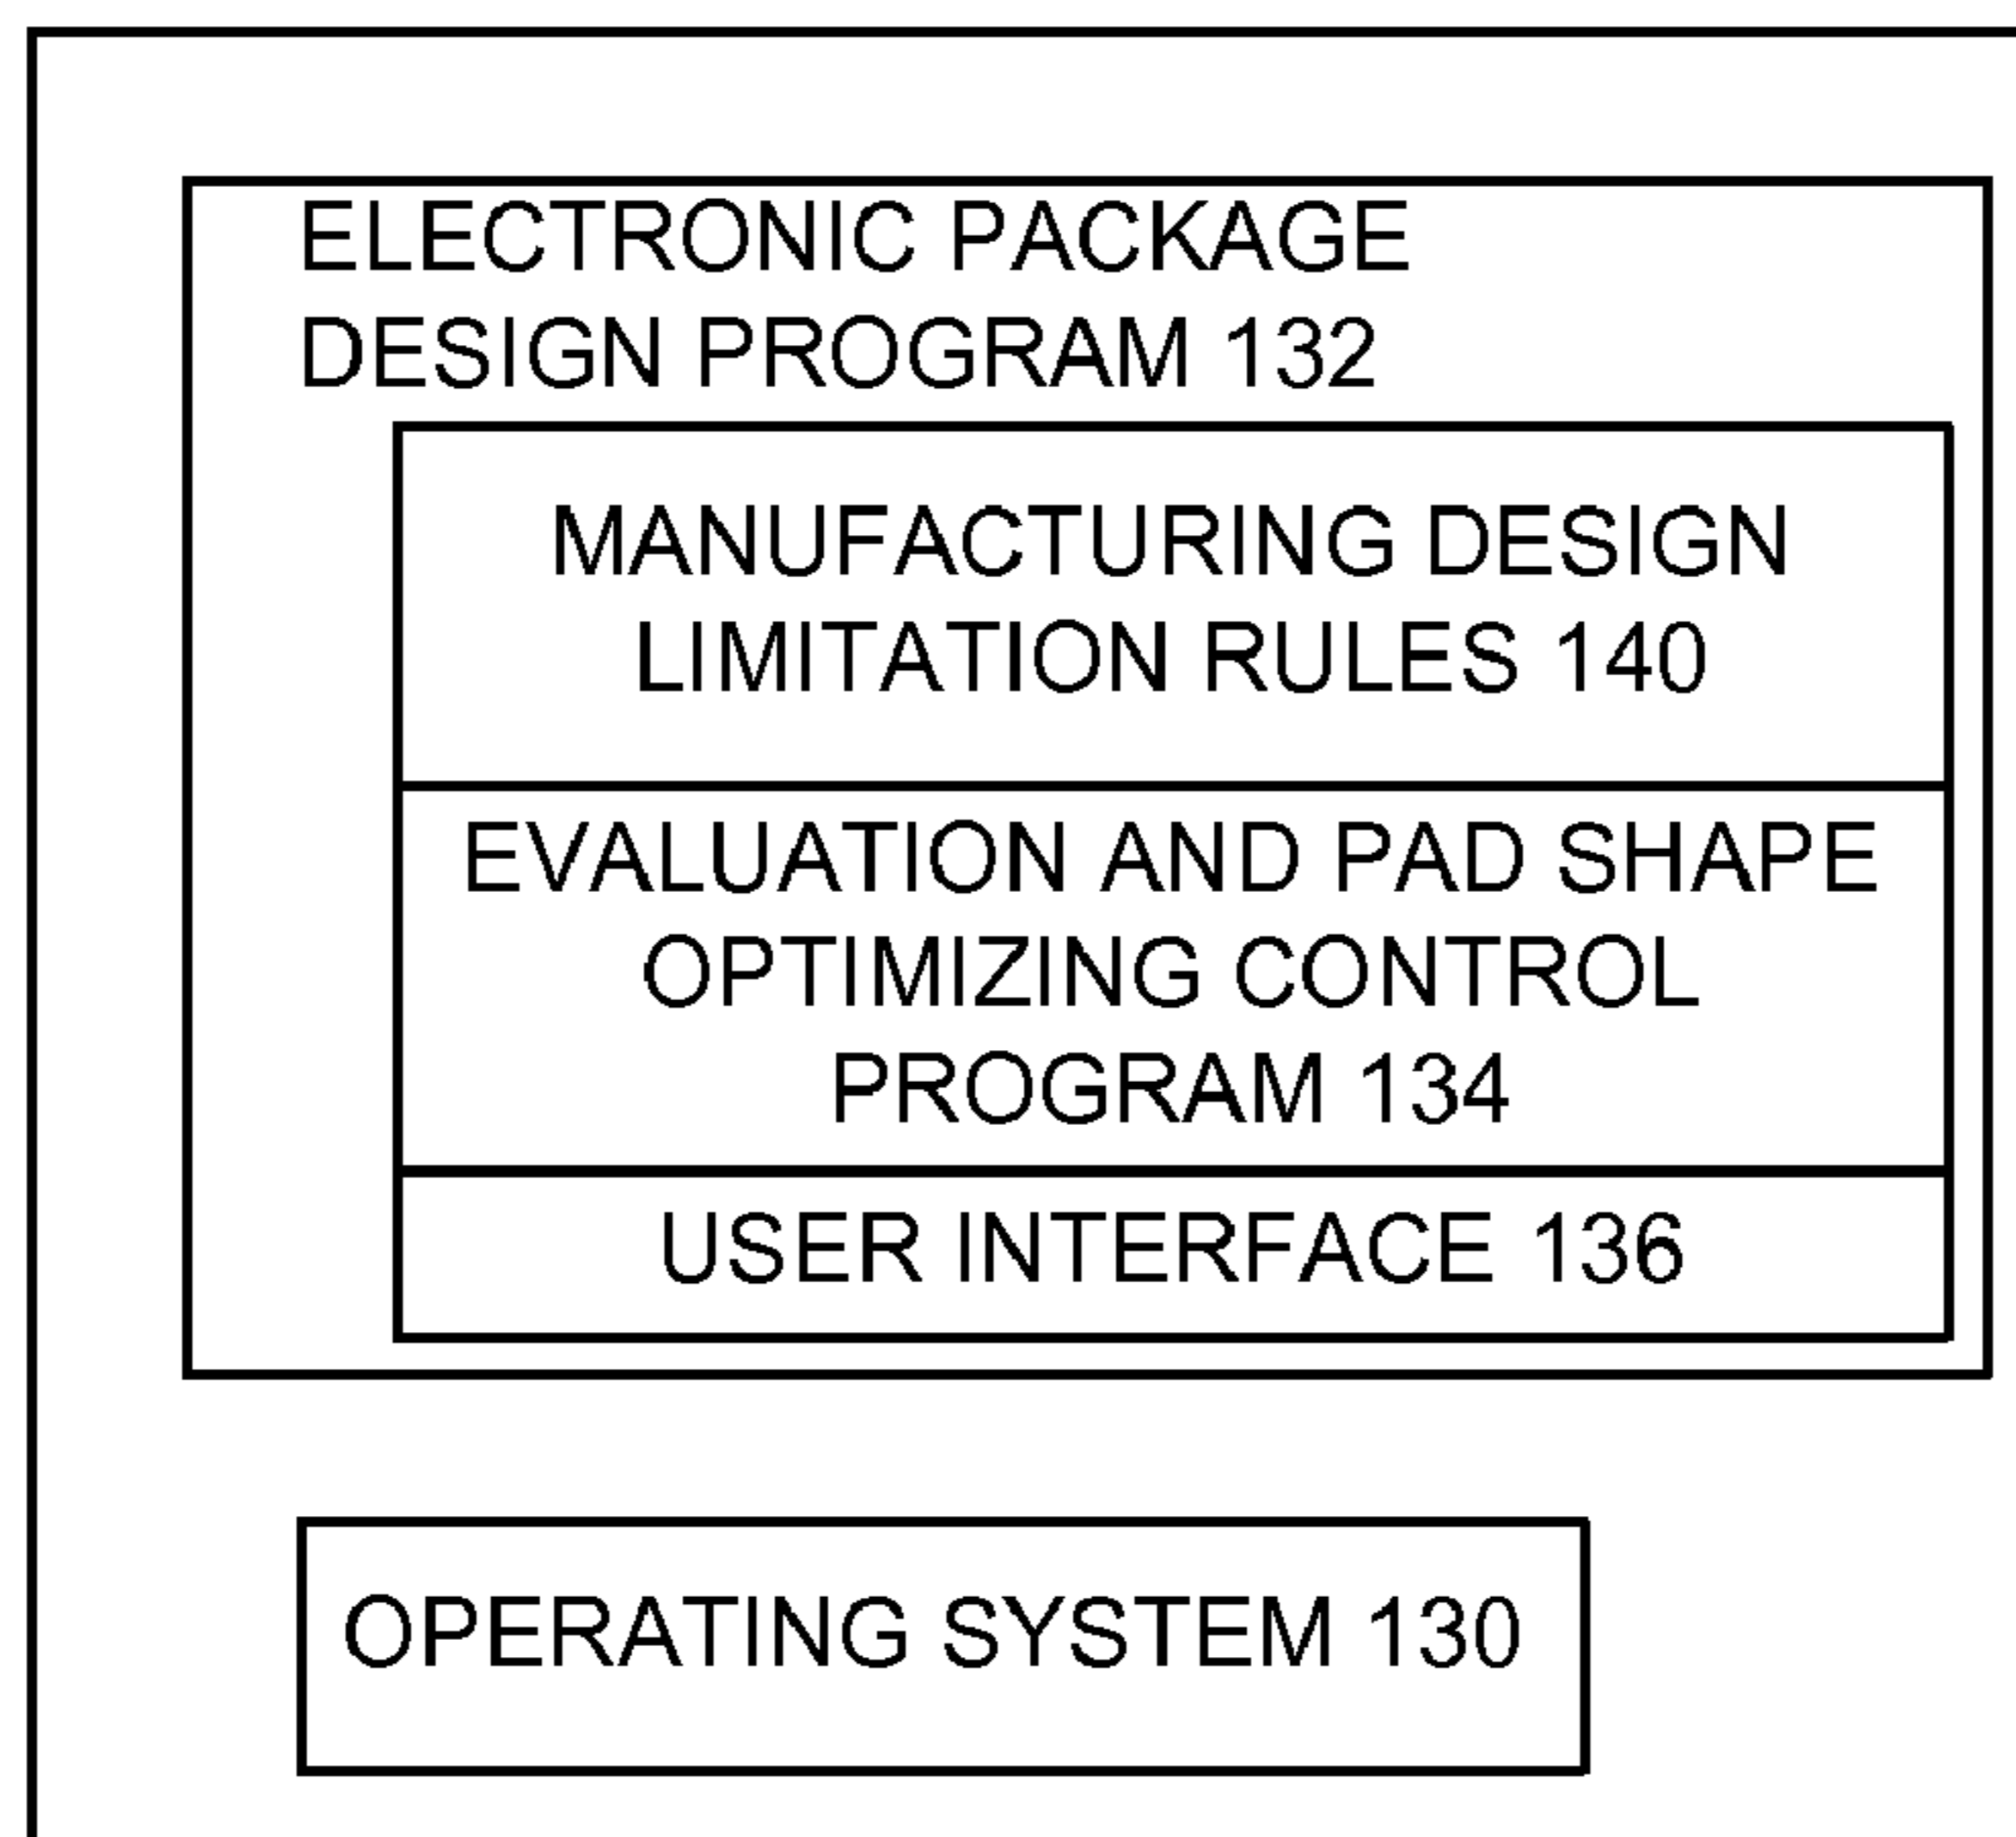 ELECTRONIC PACKAGE
DESIGN PROGRAM 132
MANUFACTURING DESIGN
LIMITATION RULES 140
EVALUATION AND PAD SHAPE
OPTIMIZING CONTROL
PROGRAM 134
USER INTERFACE 136
OPERATING SYSTEM 130